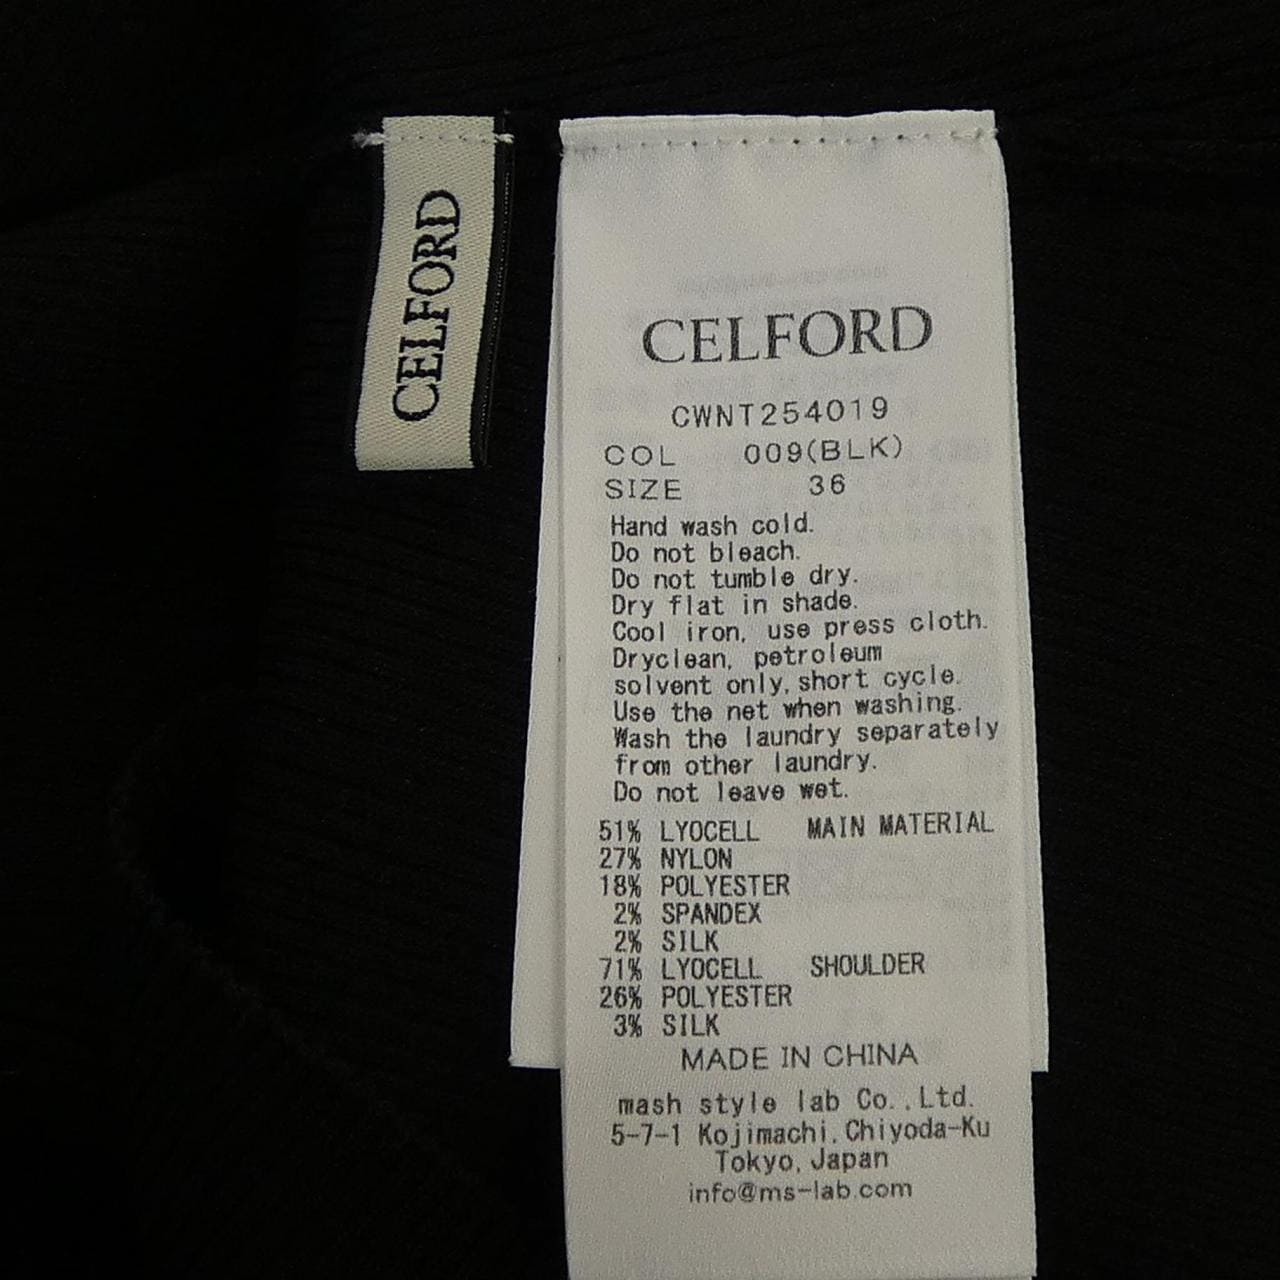 CELFORD
CELFORD
CWNT254019
COL 009(BLK)
SIZE 36
Hand wash cold.
Do not bleach.
Do not tumble dry.
Dry flat in shade.
Cool iron, use press cloth.
Dryclean, petroleum
solvent only, short cycle.
Use the net when washing.
Wash the laundry separately
from other laundry.
Do not leave wet.
51% LYOCELL MAIN MATERIAL
27% NYLON
18% POLYESTER
2% SPANDEX
2% SILK
71% LYOCELL SHOULDER
26% POLYESTER
3% SILK
MADE IN CHINA
mash style lab Co.,Ltd.
5-7-1 Kojimachi, Chiyoda-Ku
Tokyo, Japan
info@ms-lab.com